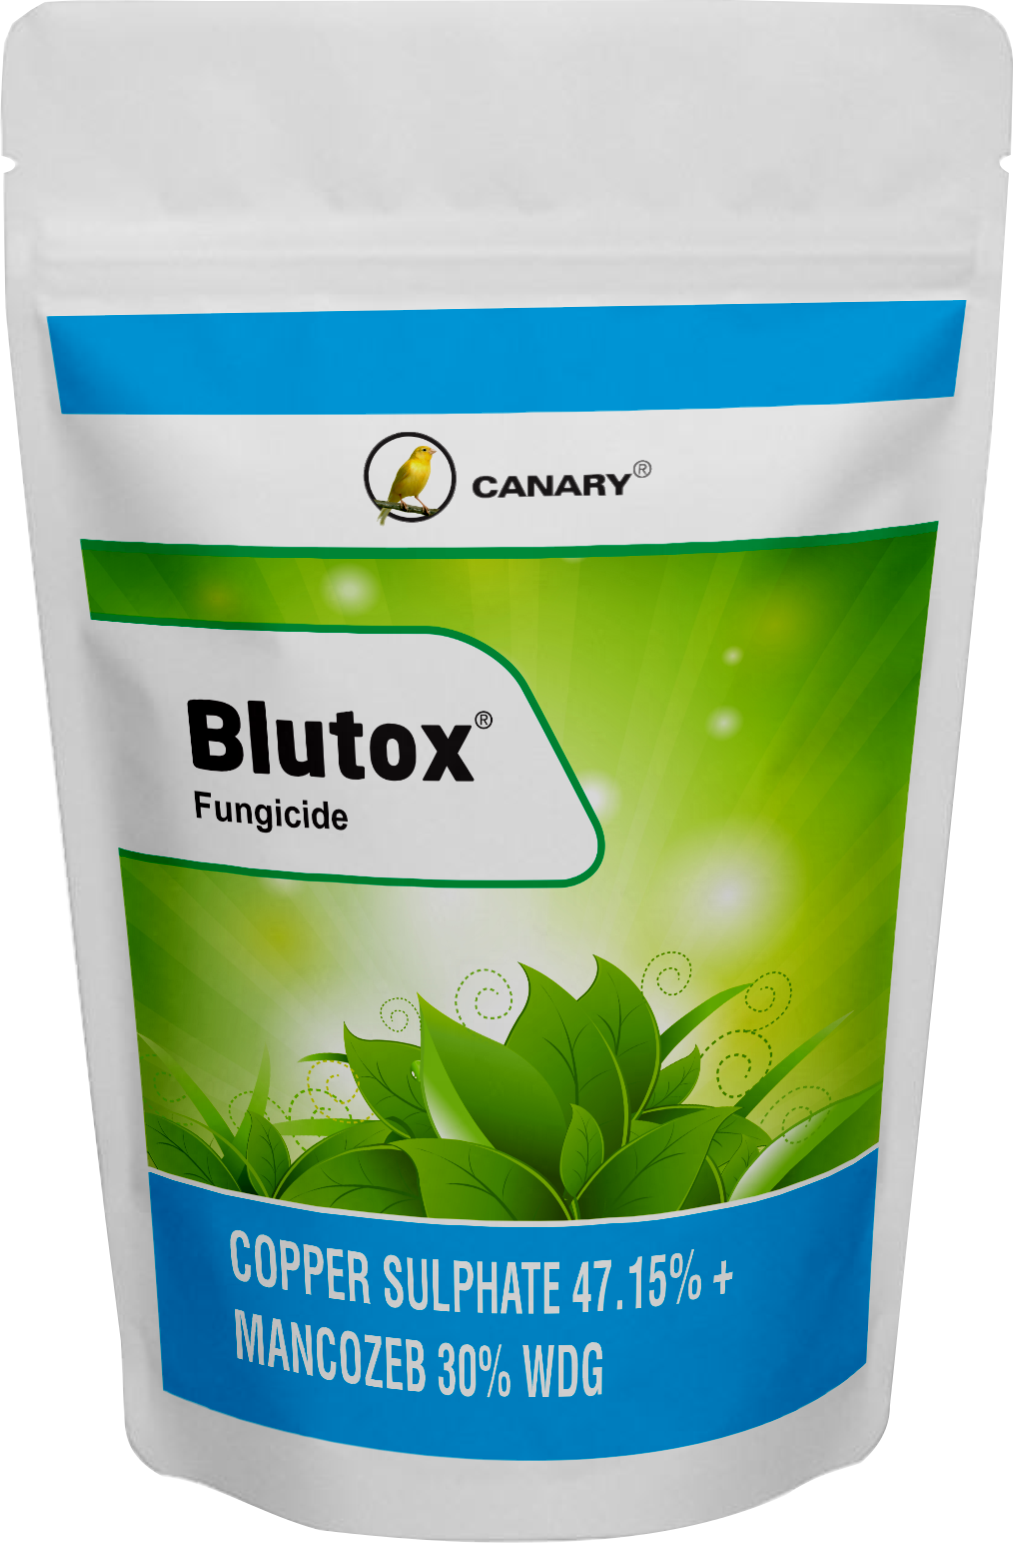 CANARY®
Blutox®
Fungicide
COPPER SULPHATE 47.15% +
MANCOZEB 30% WDG